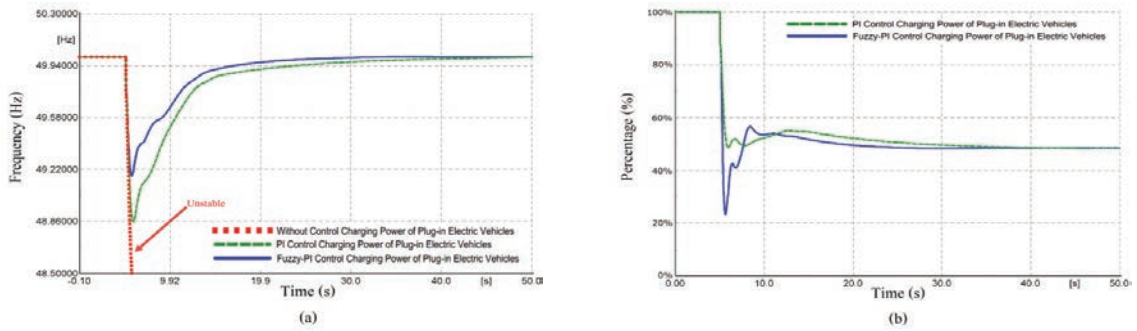 50.30000
[Hz]
49.94000
49.58000
49.22000
48.86000
48.50000
Frequency (Hz)
Unstable
Without Control Charging Power of Plug-in Electric Vehicles
PI Control Charging Power of Plug-in Electric Vehicles
Fuzzy-PI Control Charging Power of Plug-in Electric Vehicles
-0.10
9.92
19.9
[s]
50.0
Time (s)
(a)
100%
80%
60%
40%
20%
0%
Percentage (%)
PI Control Charging Power of Plug-in Electric Vehicles
Fuzzy-PI Control Charging Power of Plug-in Electric Vehicles
0.00
10.0
20.0
30.0
40.0
[s]
50.0
Time (s)
(b)